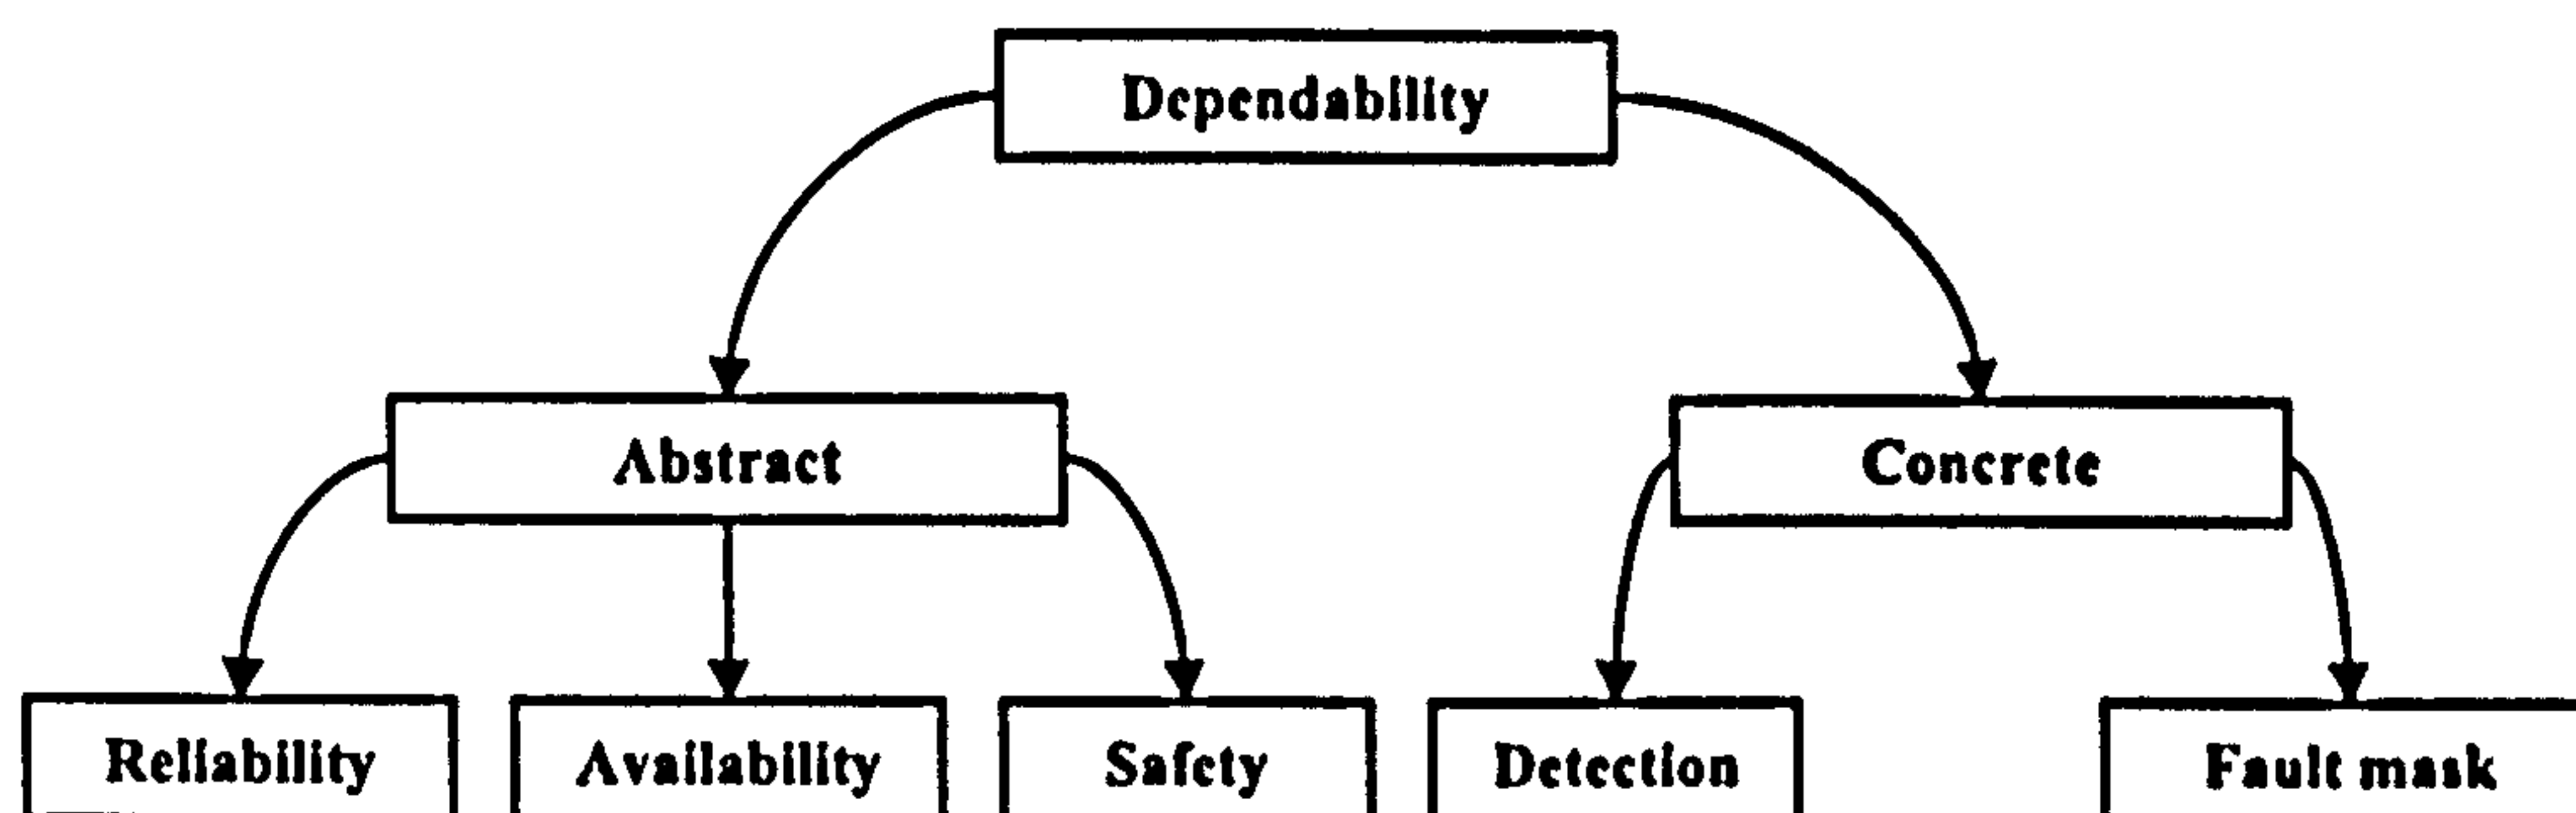 Dependability
Abstract
Concrete
Reliability
Availability
Safety
Detection
Fault mask